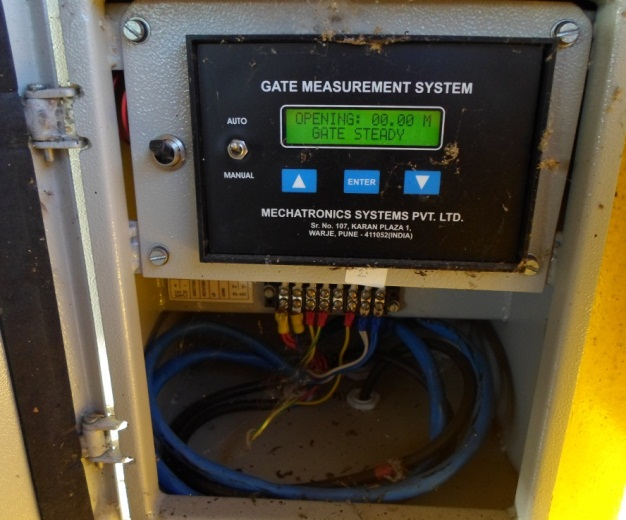 GATE MEASUREMENT SYSTEM
AUTO
OPENING: 00.00 M
GATE STEADY
MANUAL
ENTER
MECHATRONICS SYSTEMS PVT. LTD.
Sr. No. 107, KARAN PLAZA 1,
WARJE, PUNE - 411052(INDIA)